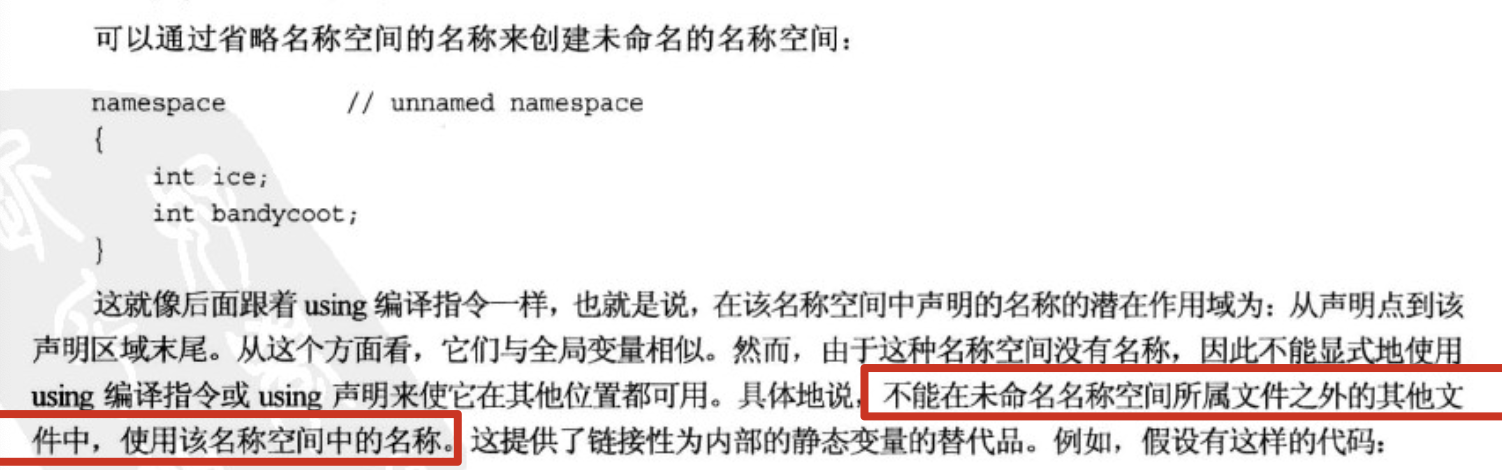 可以通过省略名称空间的名称来创建未命名的名称空间：
namespace // unnamed namespace
{
int ice;
int bandycoot;
}
这就像后面跟着 using 编译指令一样，也就是说，在该名称空间中声明的名称的潜在作用域为：从声明点到该
声明区域末尾。从这个方面看，它们与全局变量相似。然而，由于这种名称空间没有名称，因此不能显式地使用
using 编译指令或 using 声明来使它在其他位置都可用。具体地说，不能在未命名名称空间所属文件之外的其他文
件中，使用该名称空间中的名称。这提供了链接性为内部的静态变量的替代品。例如，假设有这样的代码：